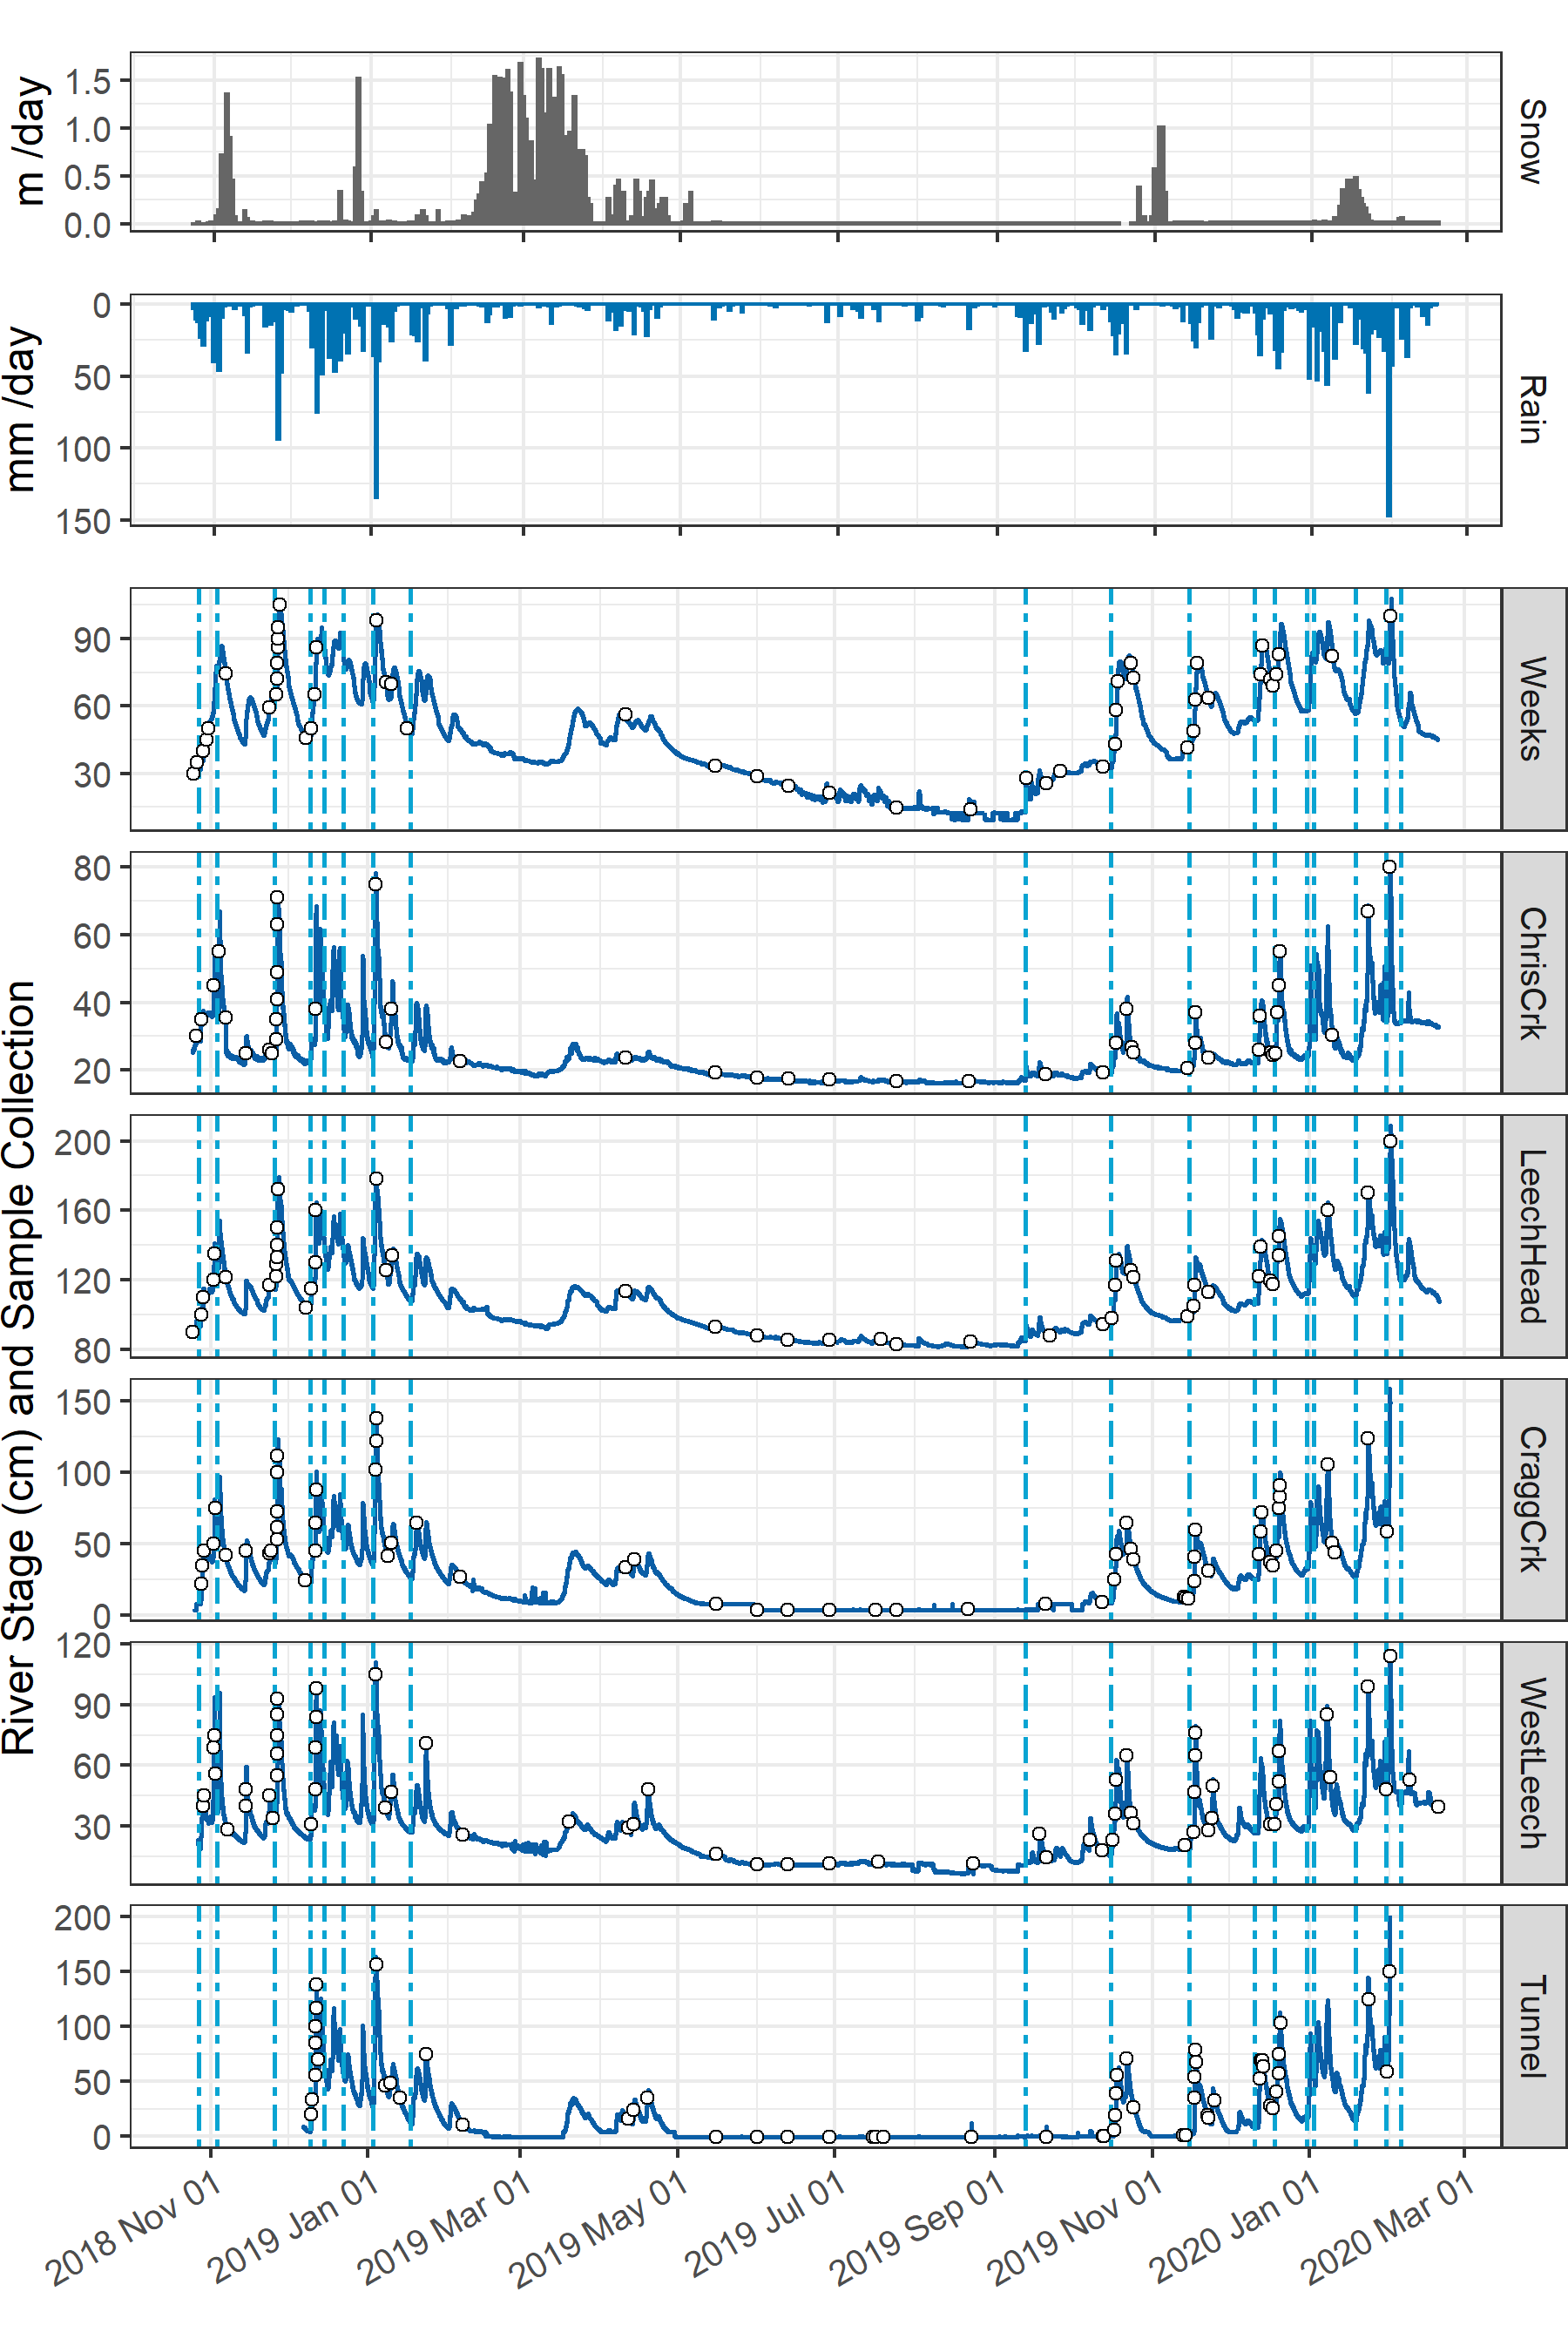 m /day
1.5
1.0
0.5
0.0
Snow
mm /day
0
50
100
150
Rain
River Stage (cm) and Sample Collection
90
60
30
Weeks
80
60
40
20
ChrisCrk
200
160
120
80
LeechHead
150
100
50
0
CraggCrk
120
90
60
30
WestLeech
200
150
100
50
0
Tunnel
2018 Nov 01
2019 Jan 01
2019 Mar 01
2019 May 01
2019 Jul 01
2019 Sep 01
2019 Nov 01
2020 Jan 01
2020 Mar 01